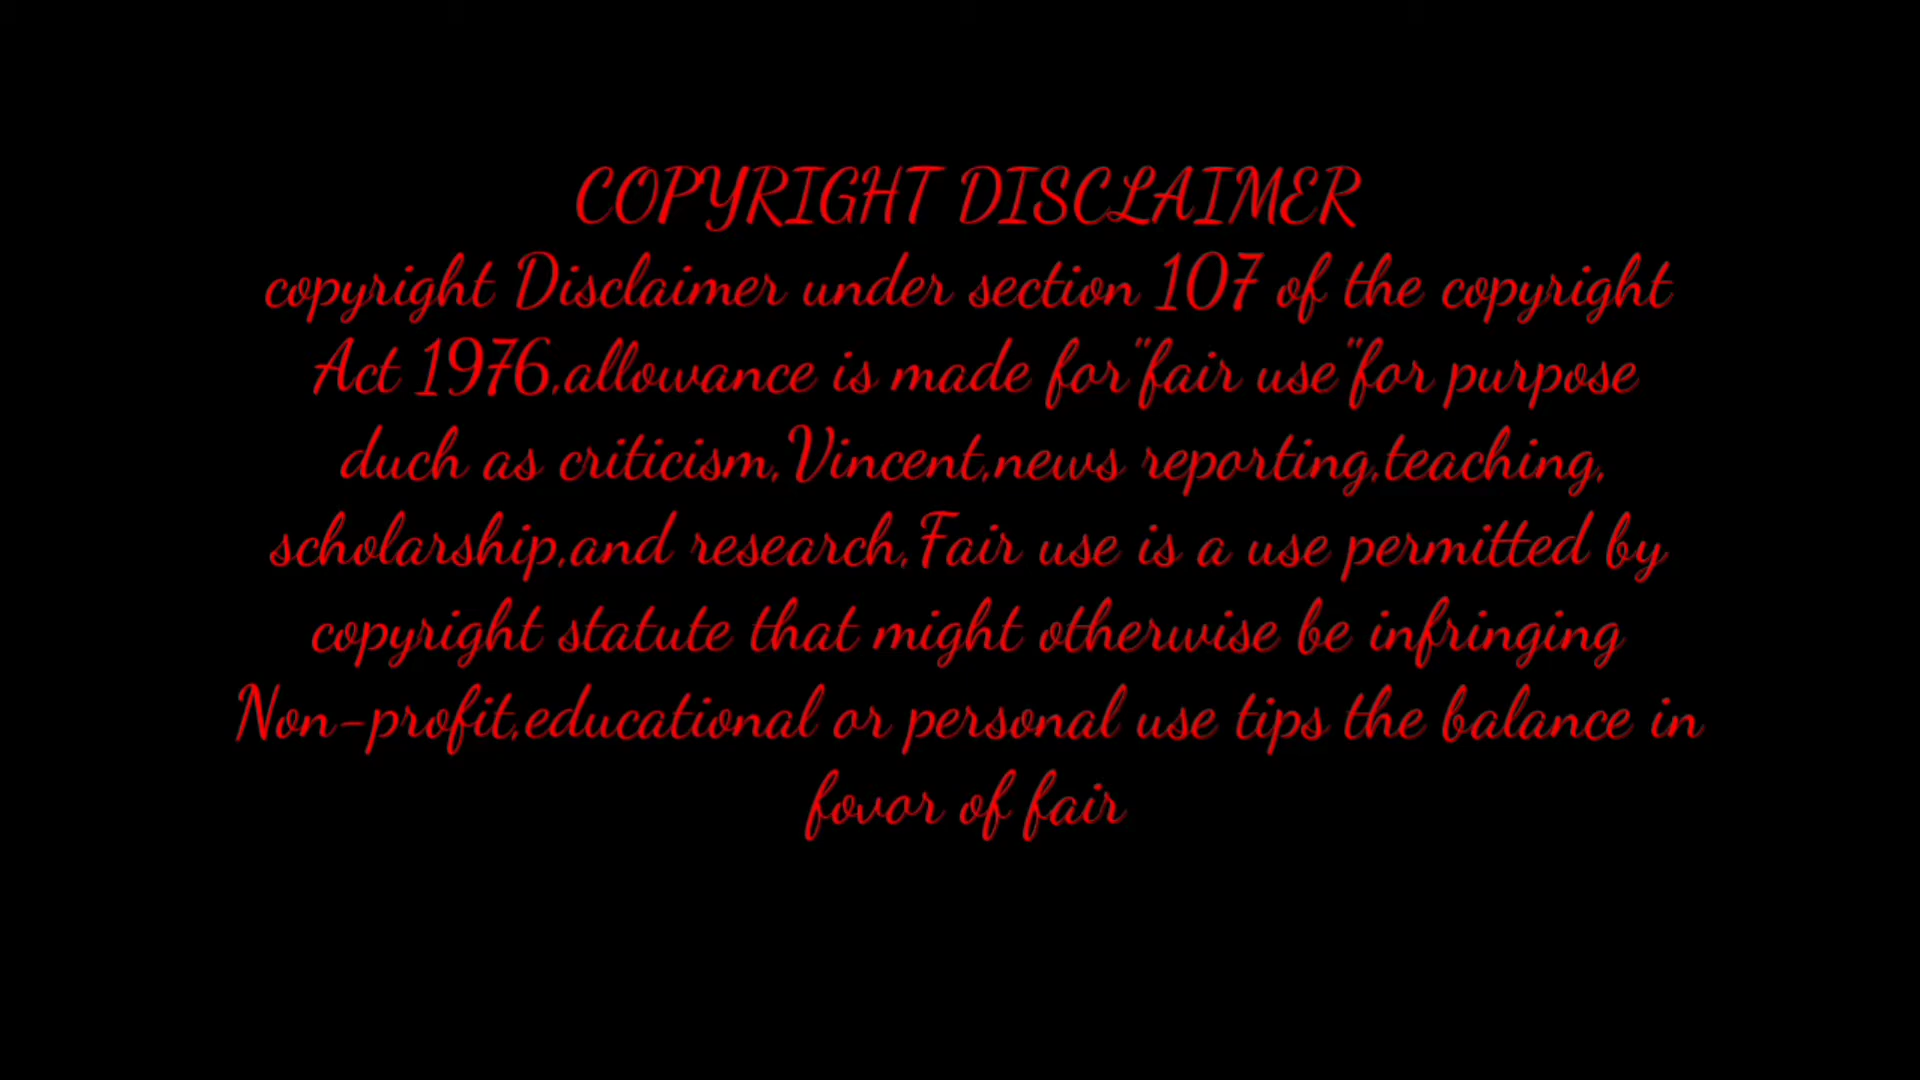 COPYRIGHT DISCLAIMER
copyright Disclaimer under section 107 of the copyright
Act 1976,allowance is made for"fair use"for purpose
duch as criticism,Vincent,news reporting,teaching,
scholarship,and research,Fair use is a use permitted by
copyright statute that might otherwise be infringing
Non-profit,educational or personal use tips the balance in
fovor of fair